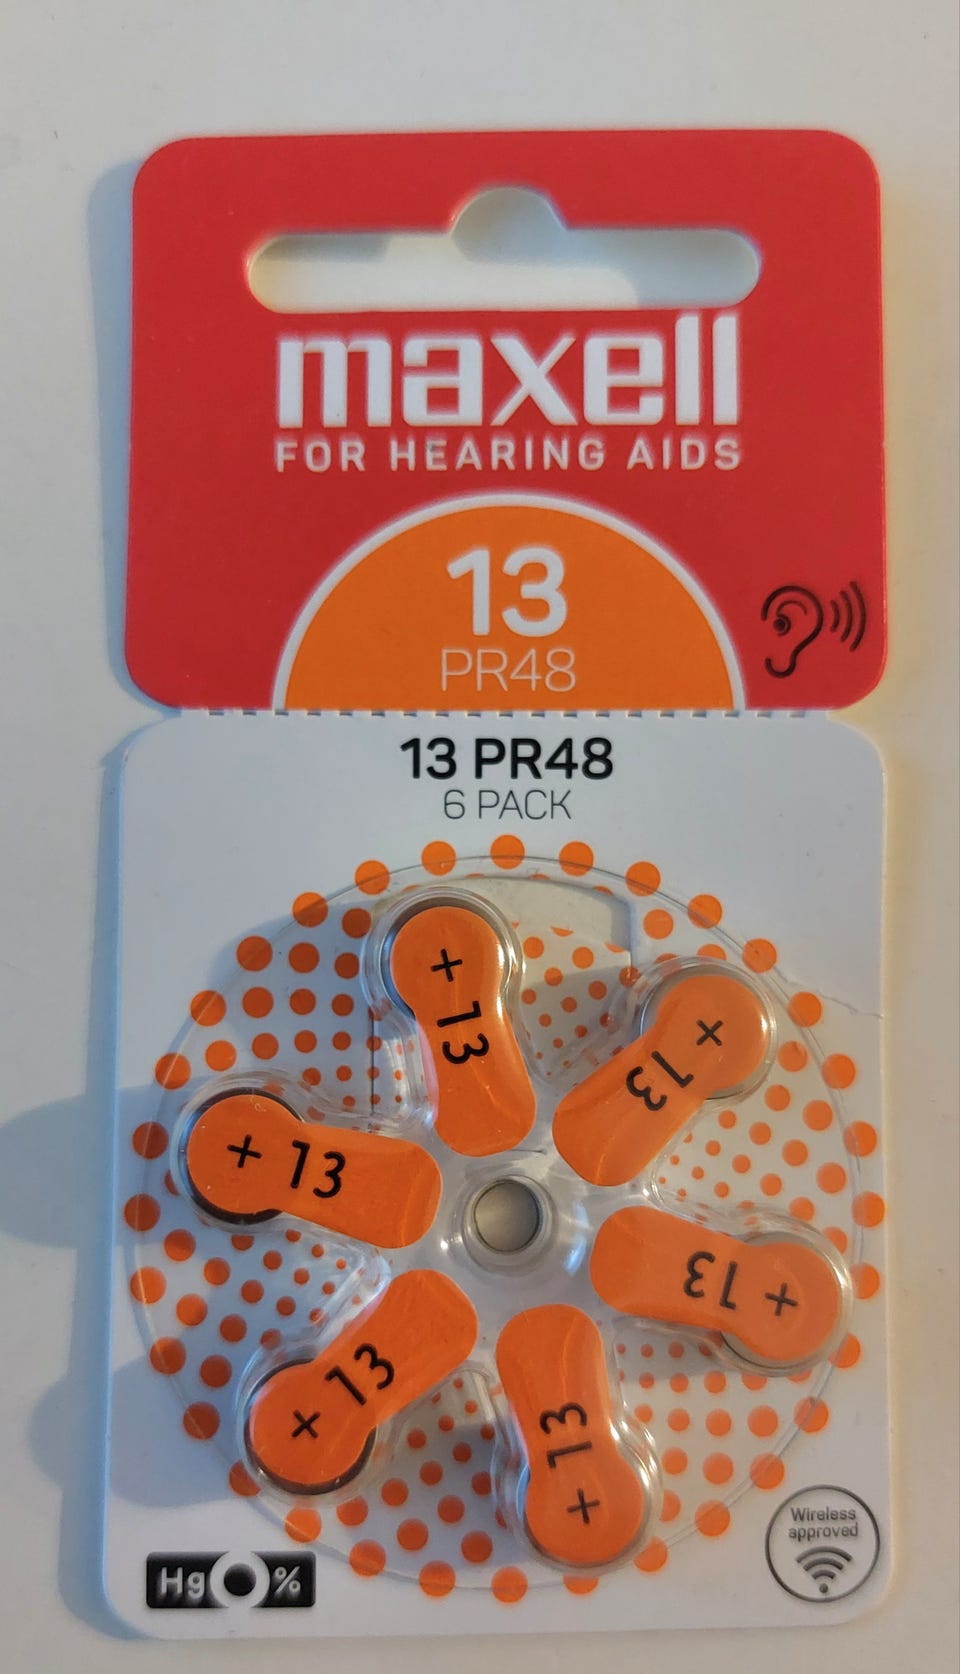 maxell
FOR HEARING AIDS
13
PR48
13 PR48
6 PACK
+ 13
+ 13
+ 13
+ 13
+ 13
+ 13
Hg0%
Wireless
approved